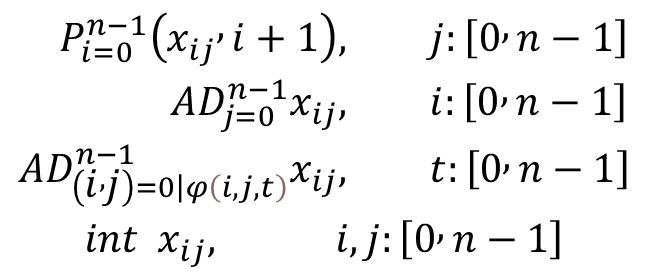 P_{i=0}^{n-1}(x_{ij}, i + 1), j: [0, n − 1]
AD_{j=0}^{n-1} x_{ij}, i: [0, n − 1]
AD_{(i,j)=0|φ(i,j,t)}^{n-1} x_{ij}, t: [0, n − 1]
int x_{ij}, i, j: [0, n − 1]